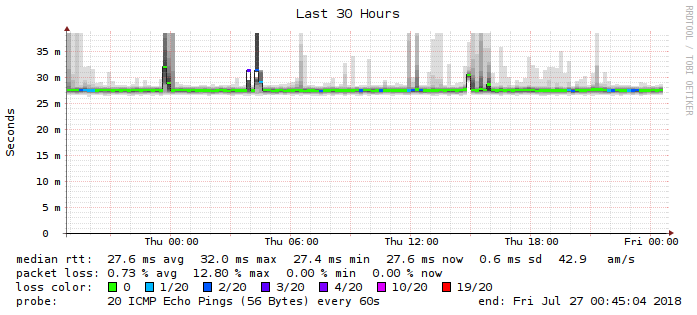 Last 30 Hours
RRDTOOL / TOBI OETIKER
Seconds
35 m
30 m
25 m
20 m
15 m
10 m
5 m
0
Thu 00:00 Thu 06:00 Thu 12:00 Thu 18:00 Fri 00:00
median rtt: 27.6 ms avg 32.0 ms max 27.4 ms min 27.6 ms now 0.6 ms sd 42.9 am/s
packet loss: 0.73 % avg 12.80 % max 0.00 % min 0.00 % now
loss color: 0 1/20 2/20 3/20 4/20 10/20 19/20
probe: 20 ICMP Echo Pings (56 Bytes) every 60s end: Fri Jul 27 00:45:04 2018